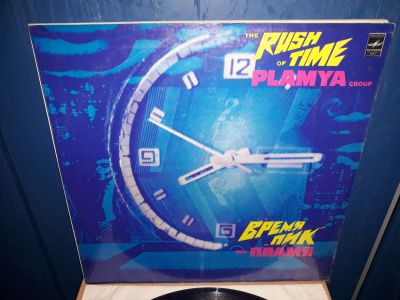 THE RUSH
OF TIME
PLAMYA GROUP
12
9
6
ВРЕМЯ
"ПИК"
ПЛАМЯ